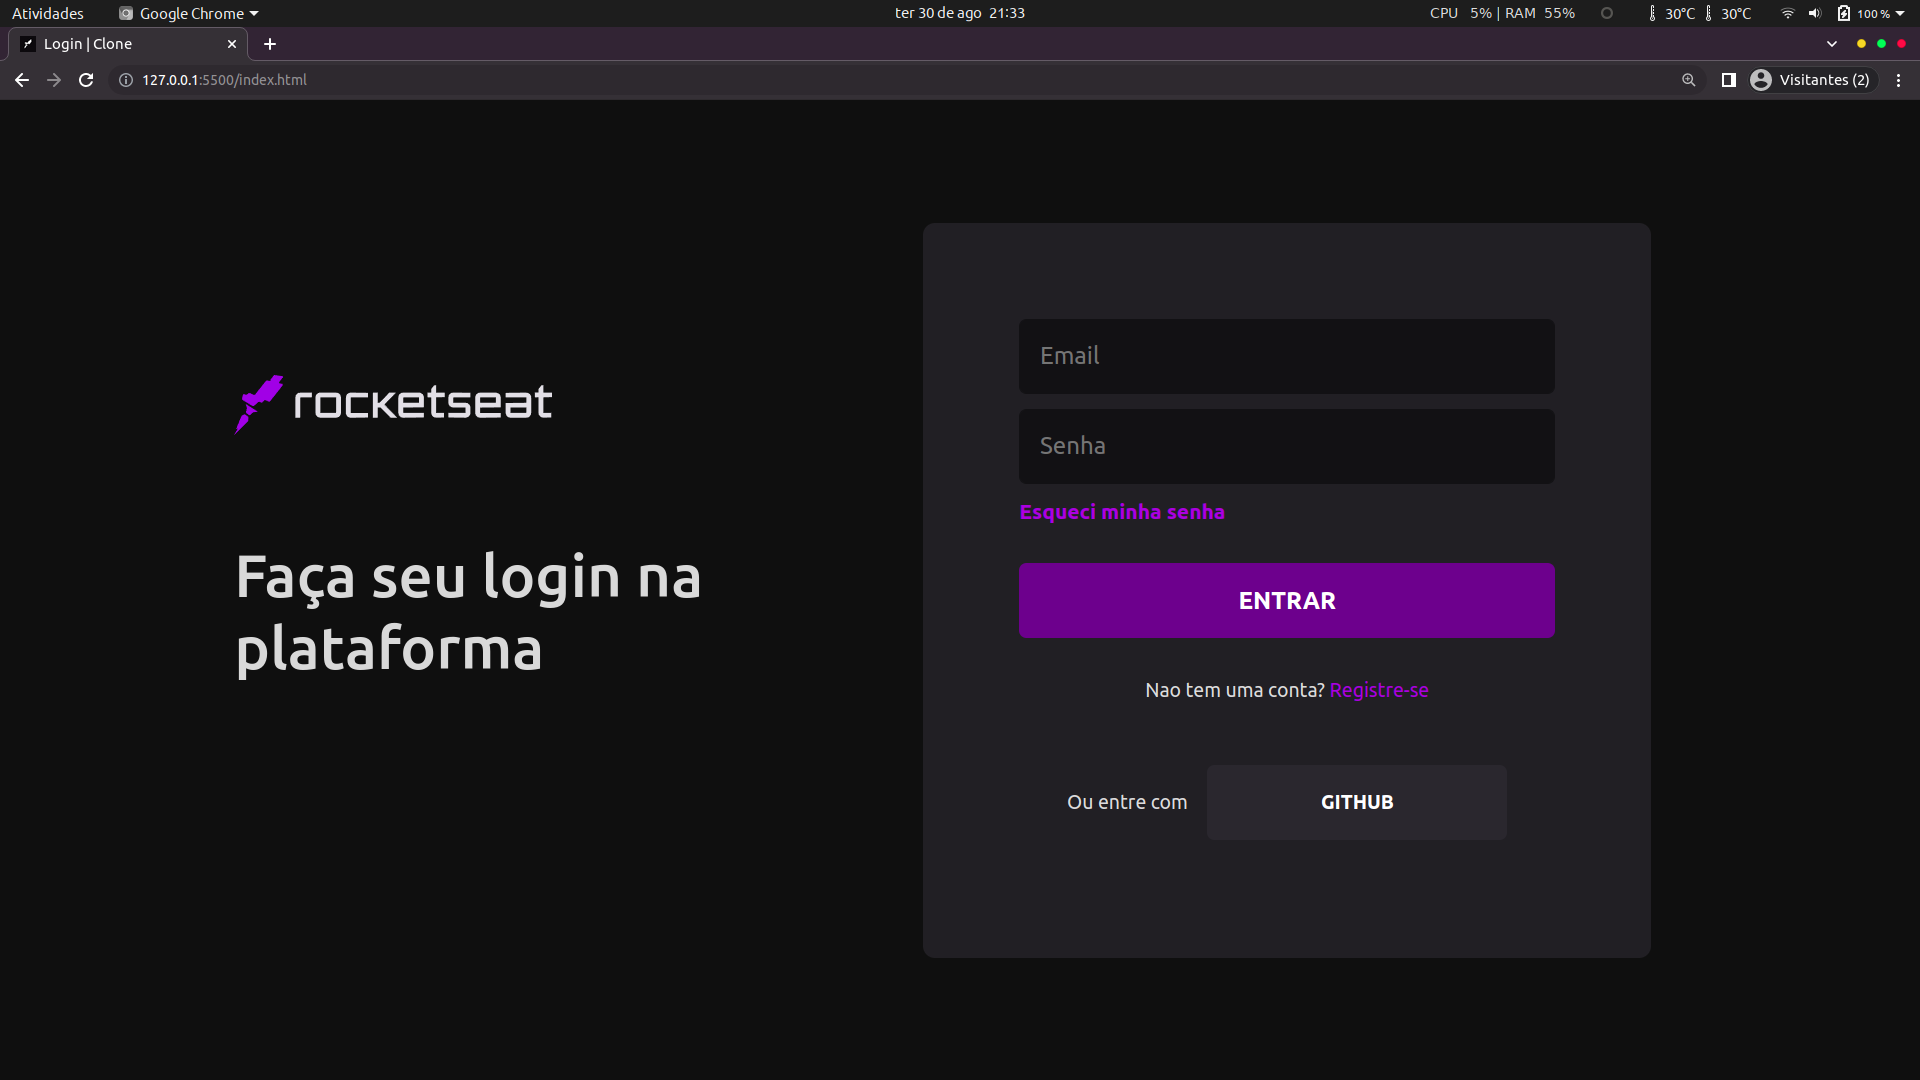 Atividades Google Chrome ter 30 de ago 21:33 CPU 5% | RAM 55% 30°C 30°C 100 %
Login | Clone
127.0.0.1:5500/index.html Visitantes (2)
rocketseat
Faça seu login na
plataforma
Email
Senha
Esqueci minha senha
ENTRAR
Nao tem uma conta? Registre-se
Ou entre com GITHUB